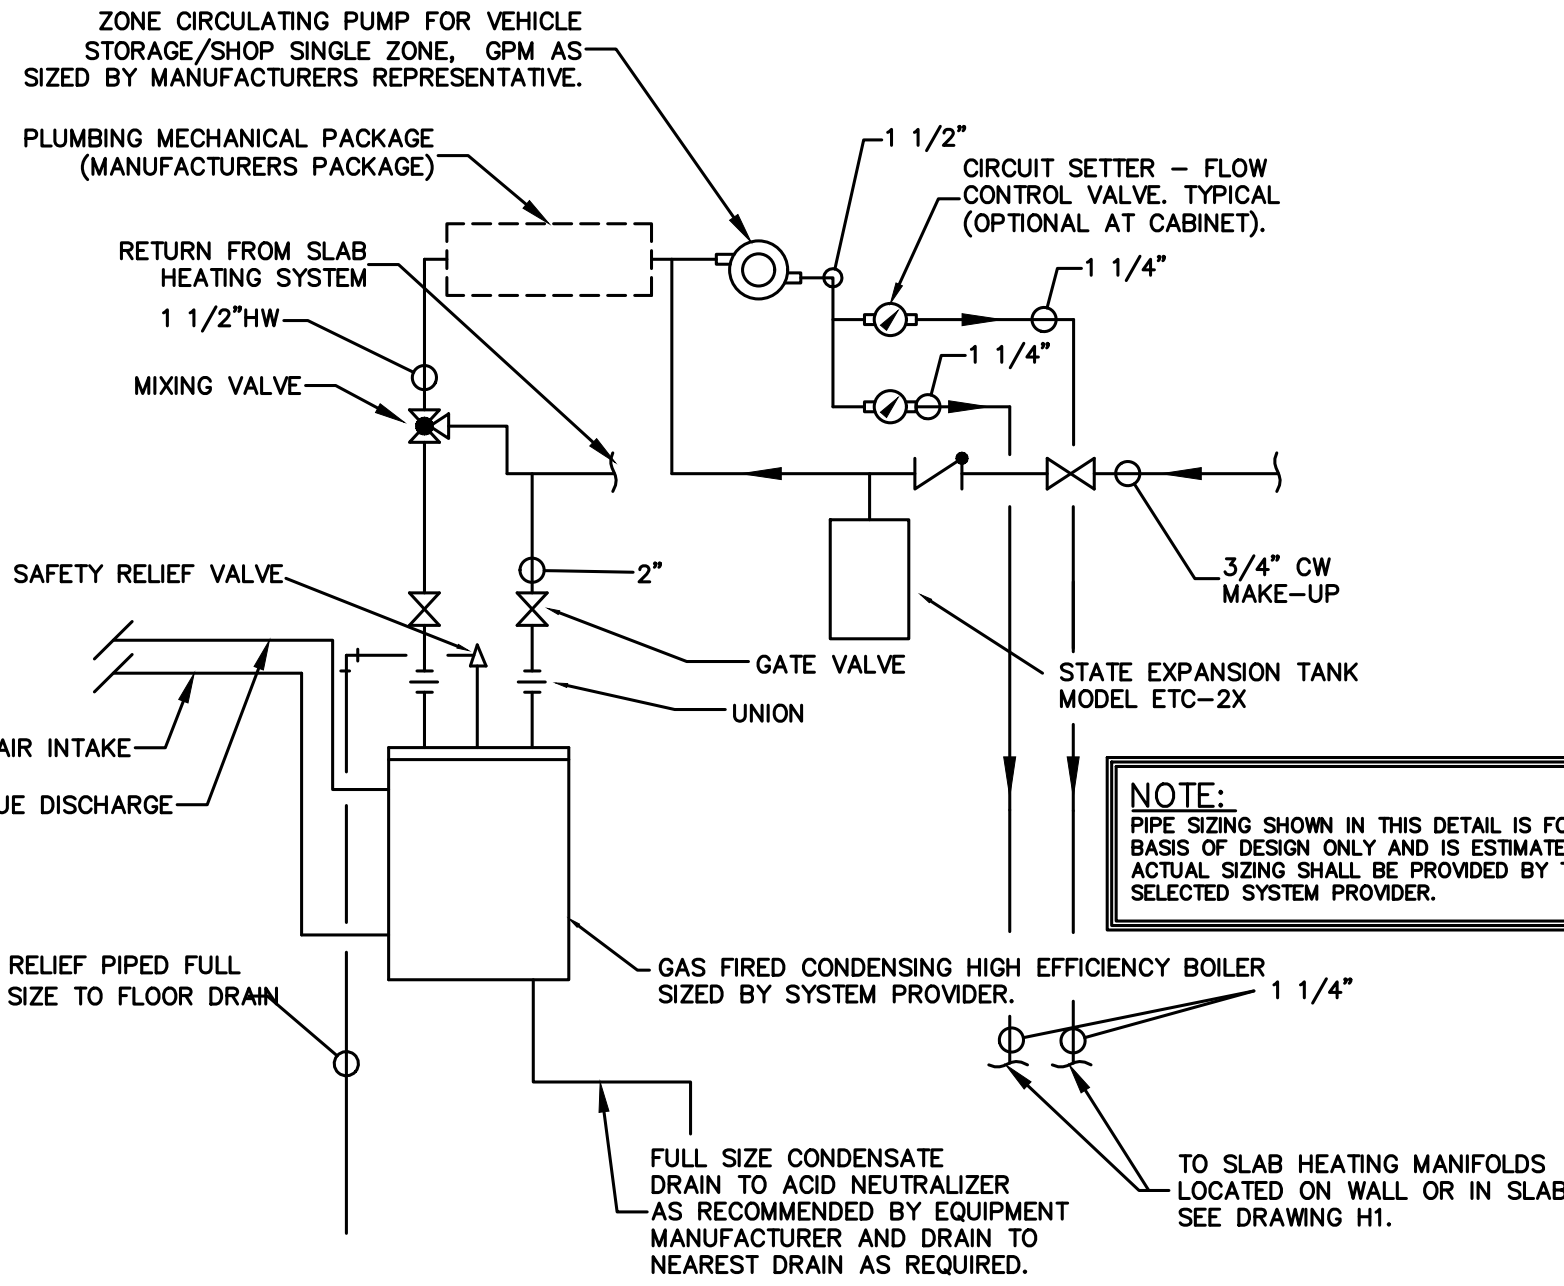 ZONE CIRCULATING PUMP FOR VEHICLE
STORAGE/SHOP SINGLE ZONE, GPM AS
SIZED BY MANUFACTURERS REPRESENTATIVE.
PLUMBING MECHANICAL PACKAGE
(MANUFACTURERS PACKAGE)
1 1/2”
CIRCUIT SETTER – FLOW
CONTROL VALVE. TYPICAL
(OPTIONAL AT CABINET).
RETURN FROM SLAB
HEATING SYSTEM
1 1/4”
1 1/2”HW
1 1/4”
MIXING VALVE
SAFETY RELIEF VALVE
2”
3/4” CW
MAKE–UP
GATE VALVE
STATE EXPANSION TANK
MODEL ETC–2X
UNION
AIR INTAKE
UE DISCHARGE
NOTE:
PIPE SIZING SHOWN IN THIS DETAIL IS FO
BASIS OF DESIGN ONLY AND IS ESTIMATE
ACTUAL SIZING SHALL BE PROVIDED BY T
SELECTED SYSTEM PROVIDER.
RELIEF PIPED FULL
SIZE TO FLOOR DRAIN
GAS FIRED CONDENSING HIGH EFFICIENCY BOILER
SIZED BY SYSTEM PROVIDER.
1 1/4”
FULL SIZE CONDENSATE
DRAIN TO ACID NEUTRALIZER
AS RECOMMENDED BY EQUIPMENT
MANUFACTURER AND DRAIN TO
NEAREST DRAIN AS REQUIRED.
TO SLAB HEATING MANIFOLDS
LOCATED ON WALL OR IN SLAB
SEE DRAWING H1.